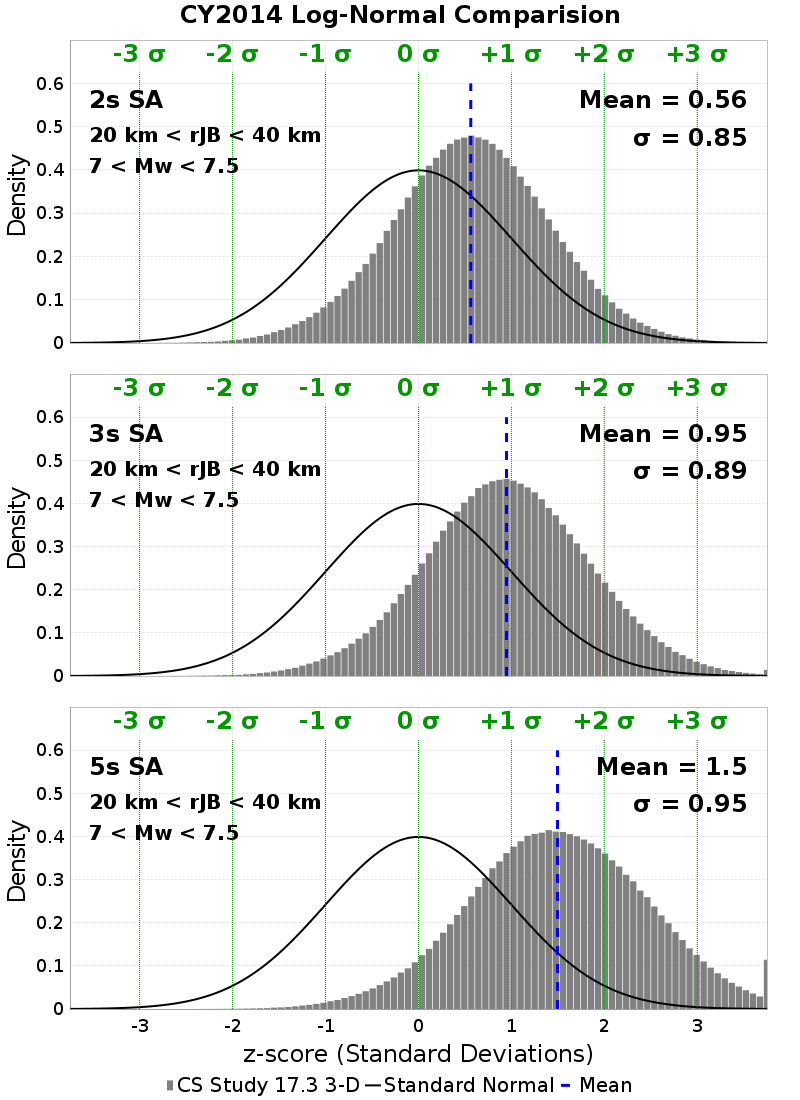 CY2014 Log-Normal Comparision
-3 σ -2 σ -1 σ 0 σ +1 σ +2 σ +3 σ
2s SA
20 km < rJB < 40 km
7 < Mw < 7.5
Mean = 0.56
σ = 0.85
Density
0.6
0.5
0.4
0.3
0.2
0.1
0
-3 σ -2 σ -1 σ 0 σ +1 σ +2 σ +3 σ
3s SA
20 km < rJB < 40 km
7 < Mw < 7.5
Mean = 0.95
σ = 0.89
Density
0.6
0.5
0.4
0.3
0.2
0.1
0
-3 σ -2 σ -1 σ 0 σ +1 σ +2 σ +3 σ
5s SA
20 km < rJB < 40 km
7 < Mw < 7.5
Mean = 1.5
σ = 0.95
Density
0.6
0.5
0.4
0.3
0.2
0.1
0
-3 -2 -1 0 1 2 3
z-score (Standard Deviations)
CS Study 17.3 3-D Standard Normal Mean